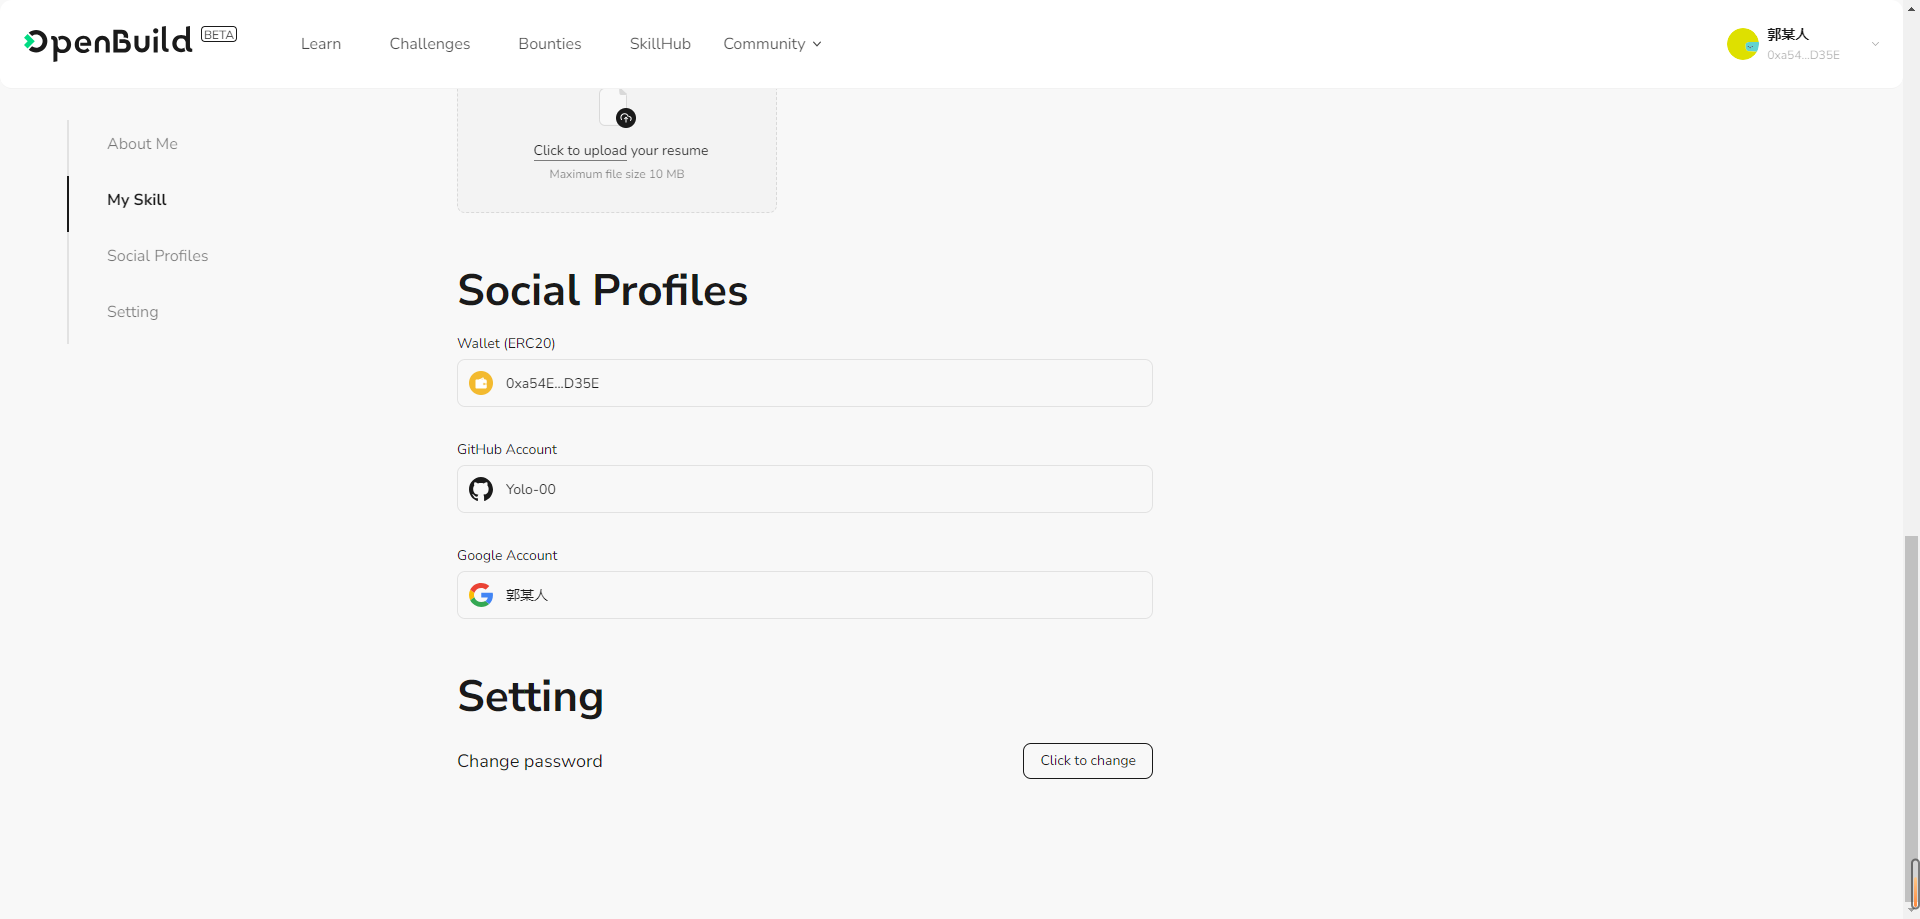 OpenBuild BETA
Learn
Challenges
Bounties
SkillHub
Community
郭某人
0xa54...D35E
About Me
My Skill
Social Profiles
Setting
Click to upload your resume
Maximum file size 10 MB
Social Profiles
Wallet (ERC20)
0xa54E...D35E
GitHub Account
Yolo-00
Google Account
郭某人
Setting
Change password
Click to change